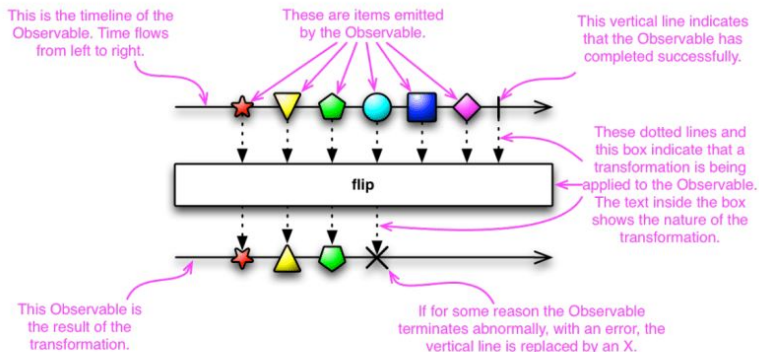 This is the timeline of the
Observable. Time flows
from left to right.
These are items emitted
by the Observable.
This vertical line indicates
that the Observable has
completed successfully.
These dotted lines and
this box indicate that a
transformation is being
applied to the Observable.
The text inside the box
shows the nature of the
transformation.
flip
This Observable is
the result of the
transformation.
If for some reason the Observable
terminates abnormally, with an error, the
vertical line is replaced by an X.